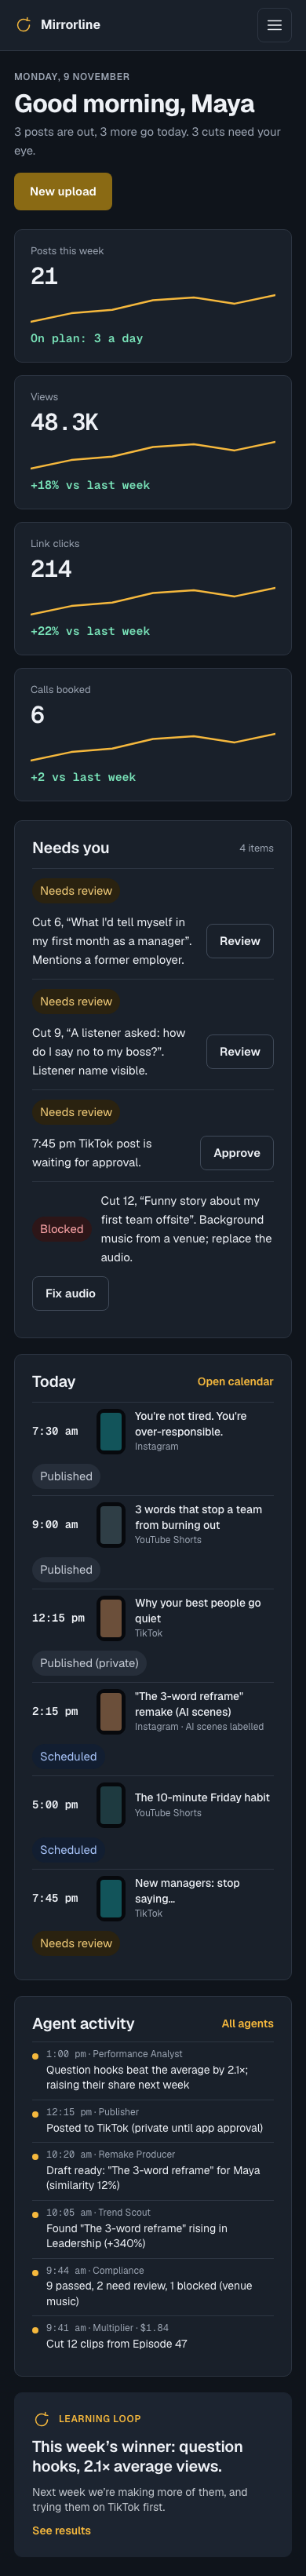 Mirrorline
MONDAY, 9 NOVEMBER
Good morning, Maya
3 posts are out, 3 more go today. 3 cuts need your
eye.
New upload
Posts this week
21
On plan: 3 a day
Views
48.3K
+18% vs last week
Link clicks
214
+22% vs last week
Calls booked
6
+2 vs last week
Needs you
4 items
Needs review
Cut 6, “What I'd tell myself in
my first month as a manager”.
Mentions a former employer.
Review
Needs review
Cut 9, “A listener asked: how
do I say no to my boss?”.
Listener name visible.
Review
Needs review
7:45 pm TikTok post is
waiting for approval.
Approve
Blocked
Cut 12, “Funny story about my
first team offsite”. Background
music from a venue; replace the
audio.
Fix audio
Today
Open calendar
7:30 am
You're not tired. You're
over-responsible.
Instagram
Published
9:00 am
3 words that stop a team
from burning out
YouTube Shorts
Published
12:15 pm
Why your best people go
quiet
TikTok
Published (private)
2:15 pm
"The 3-word reframe"
remake (AI scenes)
Instagram · AI scenes labelled
Scheduled
5:00 pm
The 10-minute Friday habit
YouTube Shorts
Scheduled
7:45 pm
New managers: stop
saying...
TikTok
Needs review
Agent activity
All agents
1:00 pm · Performance Analyst
Question hooks beat the average by 2.1×;
raising their share next week
12:15 pm · Publisher
Posted to TikTok (private until app approval)
10:20 am · Remake Producer
Draft ready: "The 3-word reframe" for Maya
(similarity 12%)
10:05 am · Trend Scout
Found "The 3-word reframe" rising in
Leadership (+340%)
9:44 am · Compliance
9 passed, 2 need review, 1 blocked (venue
music)
9:41 am · Multiplier · $1.84
Cut 12 clips from Episode 47
LEARNING LOOP
This week's winner: question
hooks, 2.1× average views.
Next week we're making more of them, and
trying them on TikTok first.
See results